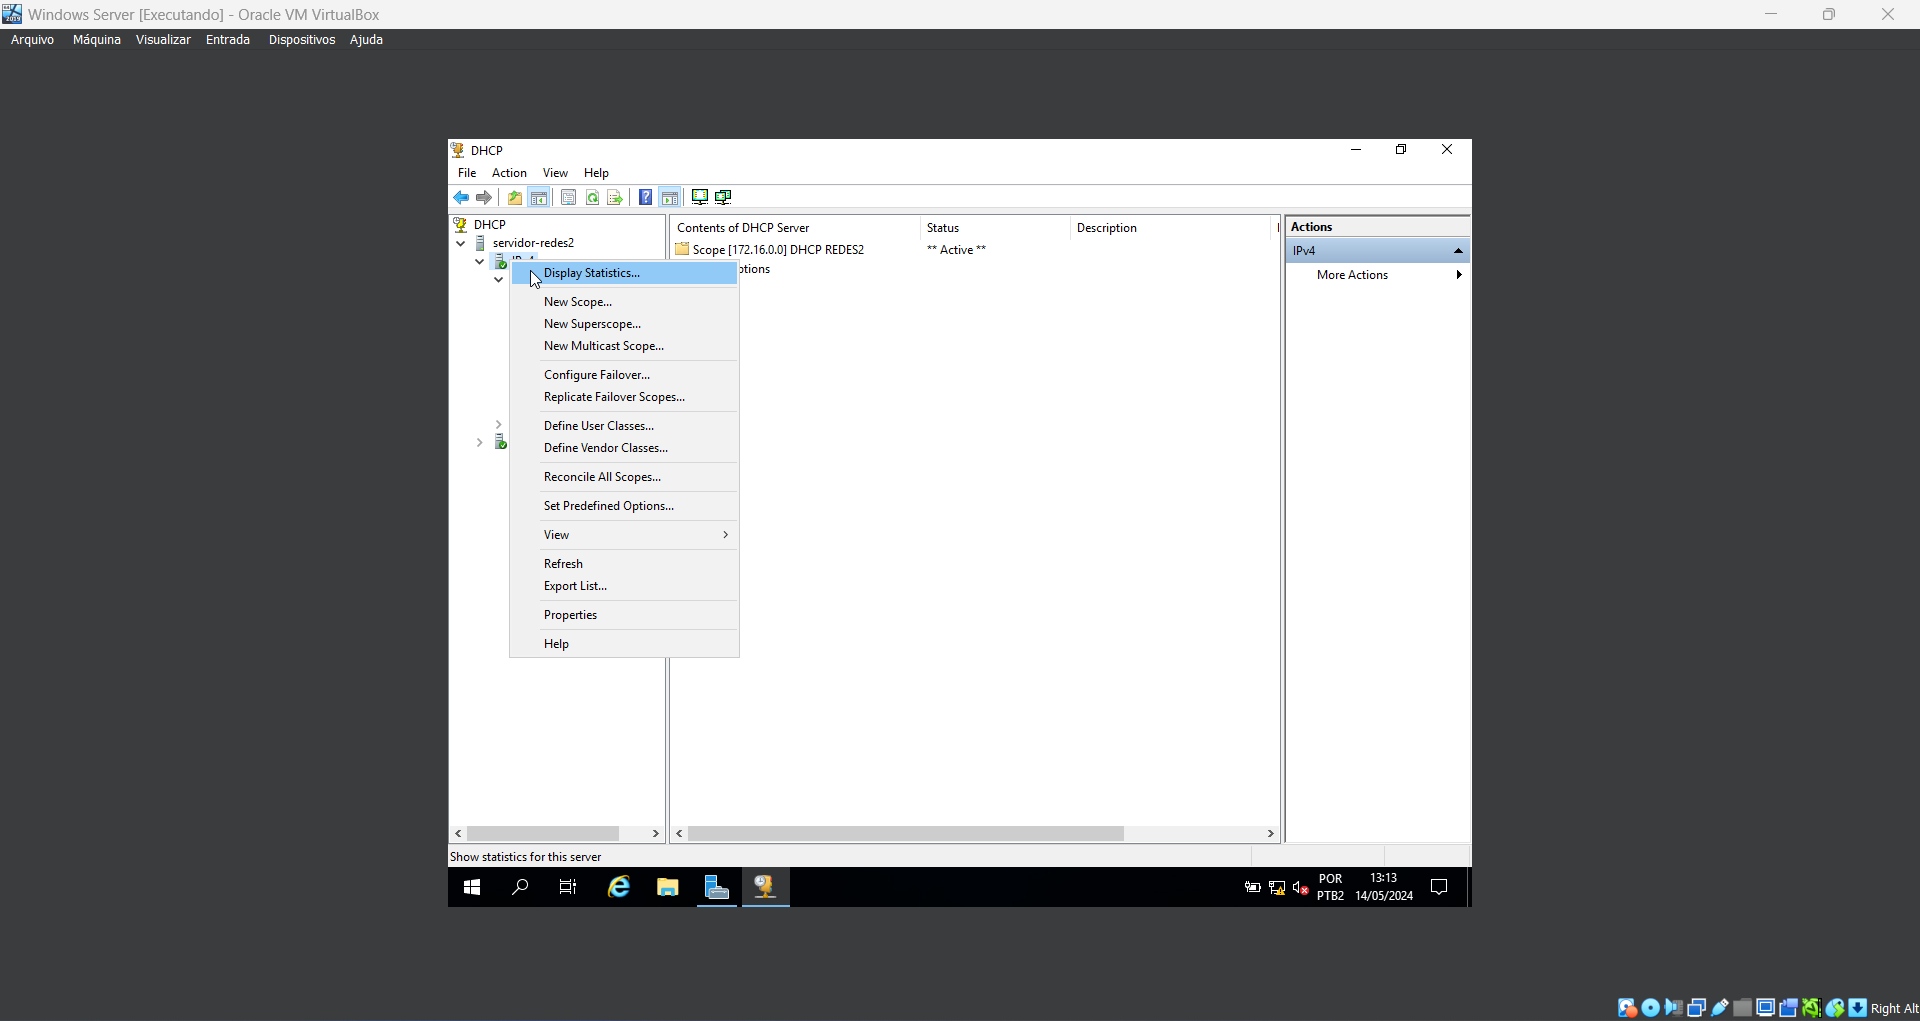 Windows Server [Executando] - Oracle VM VirtualBox
Arquivo Máquina Visualizar Entrada Dispositivos Ajuda
DHCP
File Action View Help
DHCP
servidor-redes2
Display Statistics...
New Scope...
New Superscope...
New Multicast Scope...
Configure Failover...
Replicate Failover Scopes...
Define User Classes...
Define Vendor Classes...
Reconcile All Scopes...
Set Predefined Options...
View
Refresh
Export List...
Properties
Help
Contents of DHCP Server Status Description
Scope [172.16.0.0] DHCP REDES2 ** Active **
ptions
Actions
IPv4
More Actions
Show statistics for this server
POR
PTB2
13:13
14/05/2024
Right Alt